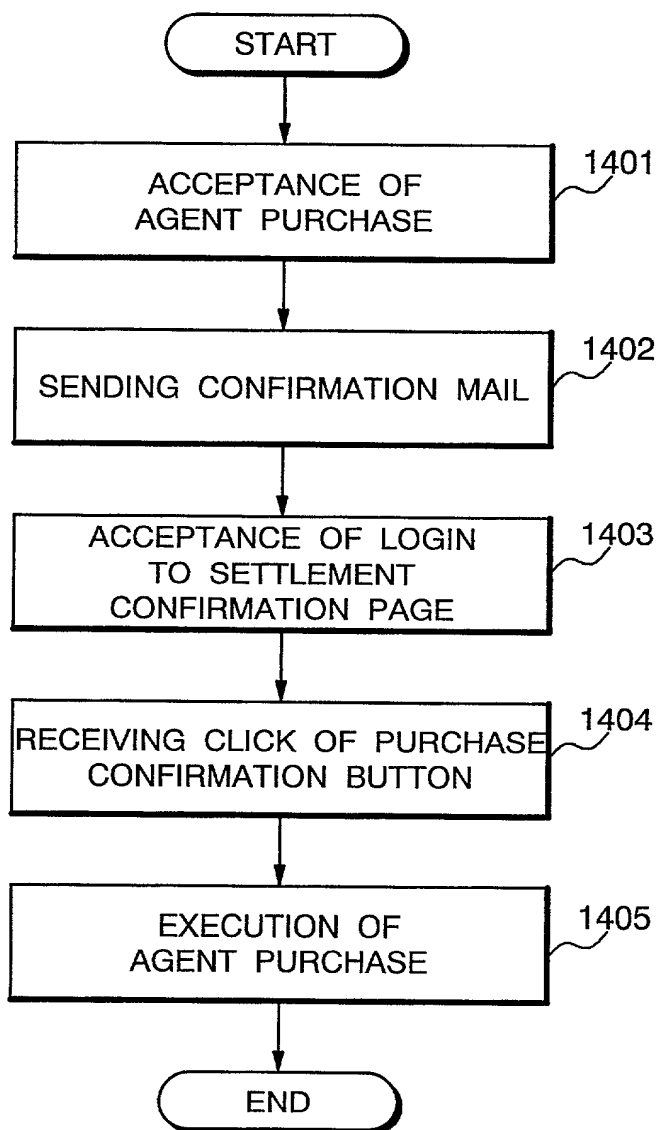 START
1401
ACCEPTANCE OF
AGENT PURCHASE
1402
SENDING CONFIRMATION MAIL
1403
ACCEPTANCE OF LOGIN
TO SETTLEMENT
CONFIRMATION PAGE
1404
RECEIVING CLICK OF PURCHASE
CONFIRMATION BUTTON
1405
EXECUTION OF
AGENT PURCHASE
END